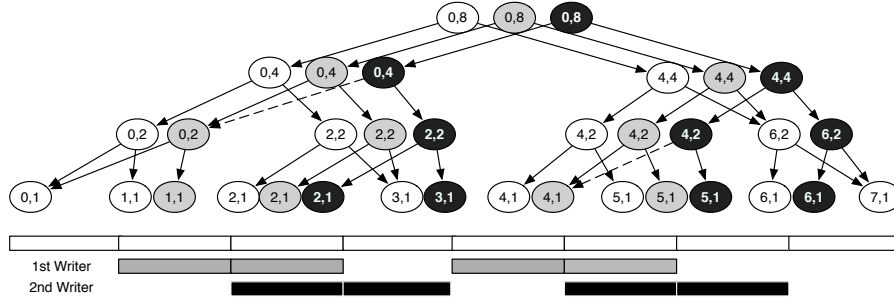 0,8 0,8 0,8
0,4 0,4 0,4 4,4 4,4 4,4
0,2 0,2 2,2 2,2 2,2 4,2 4,2 4,2 6,2 6,2
0,1 1,1 1,1 2,1 2,1 2,1 3,1 3,1 4,1 4,1 5,1 5,1 5,1 6,1 6,1 7,1
1st Writer
2nd Writer